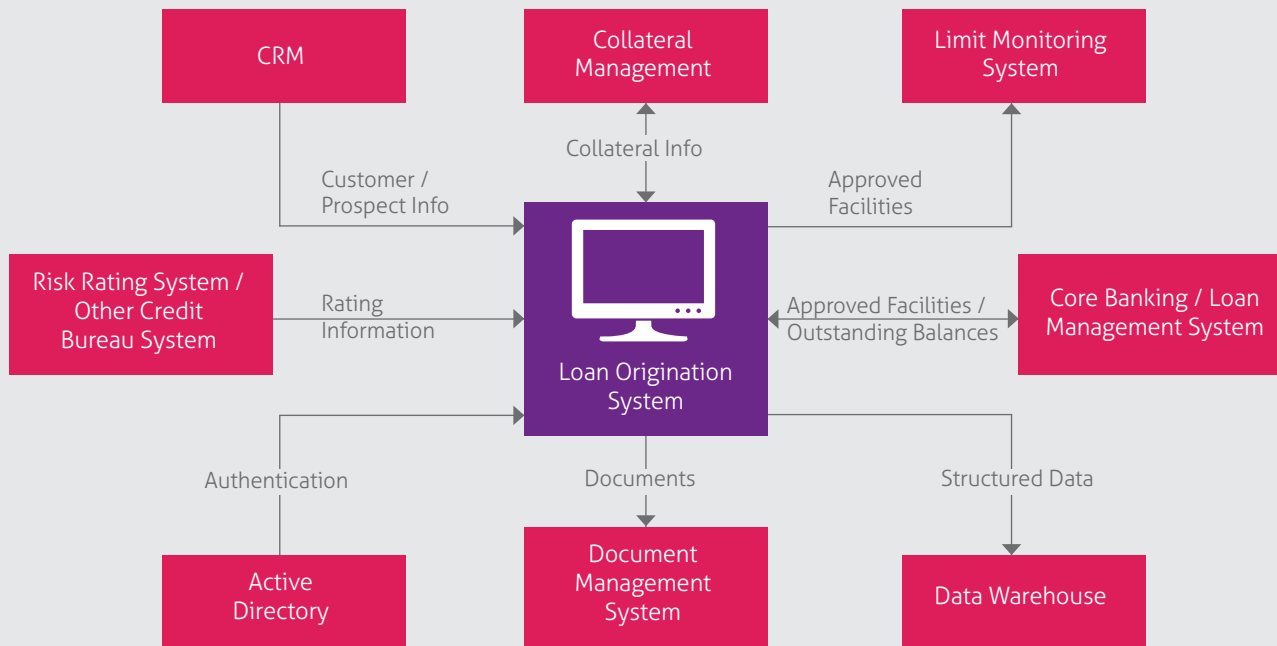 CRM
Collateral
Management
Limit Monitoring
System
Collateral Info
Customer /
Prospect Info
Approved
Facilities
Risk Rating System /
Other Credit
Bureau System
Rating
Information
Loan Origination
System
Approved Facilities /
Outstanding Balances
Core Banking / Loan
Management System
Authentication
Documents
Structured Data
Active
Directory
Document
Management
System
Data Warehouse